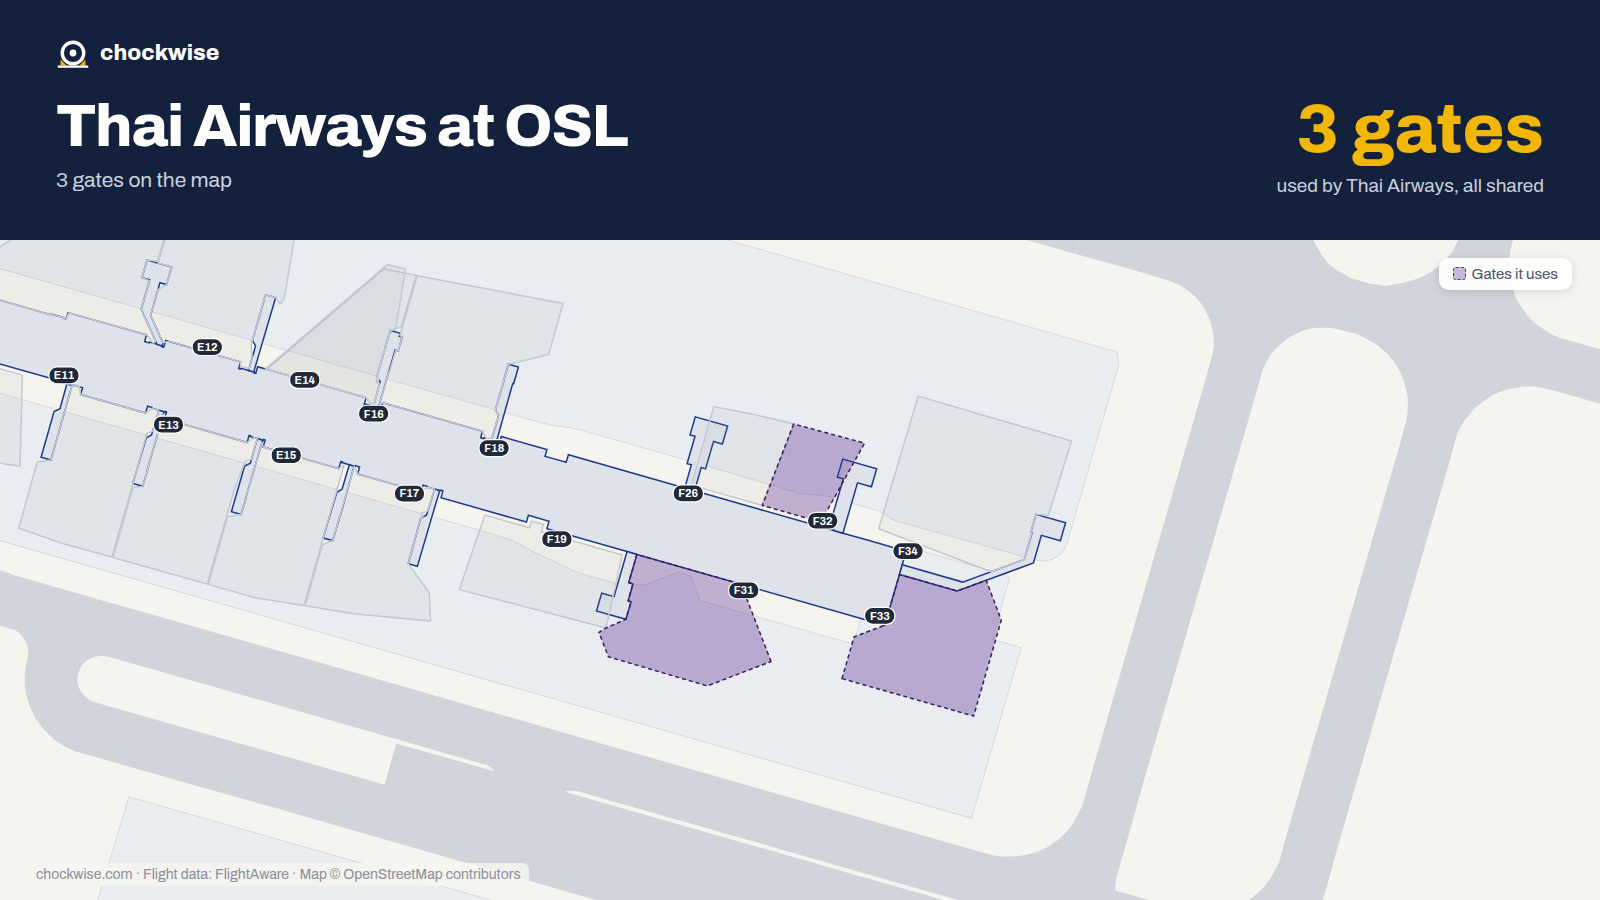 chockwise
Thai Airways at OSL
3 gates on the map
3 gates
used by Thai Airways, all shared
Gates it uses
E12
E11
E14
F16
E13
F18
E15
F17
F26
F32
F19
F34
F31
F33
chockwise.com · Flight data: FlightAware · Map © OpenStreetMap contributors